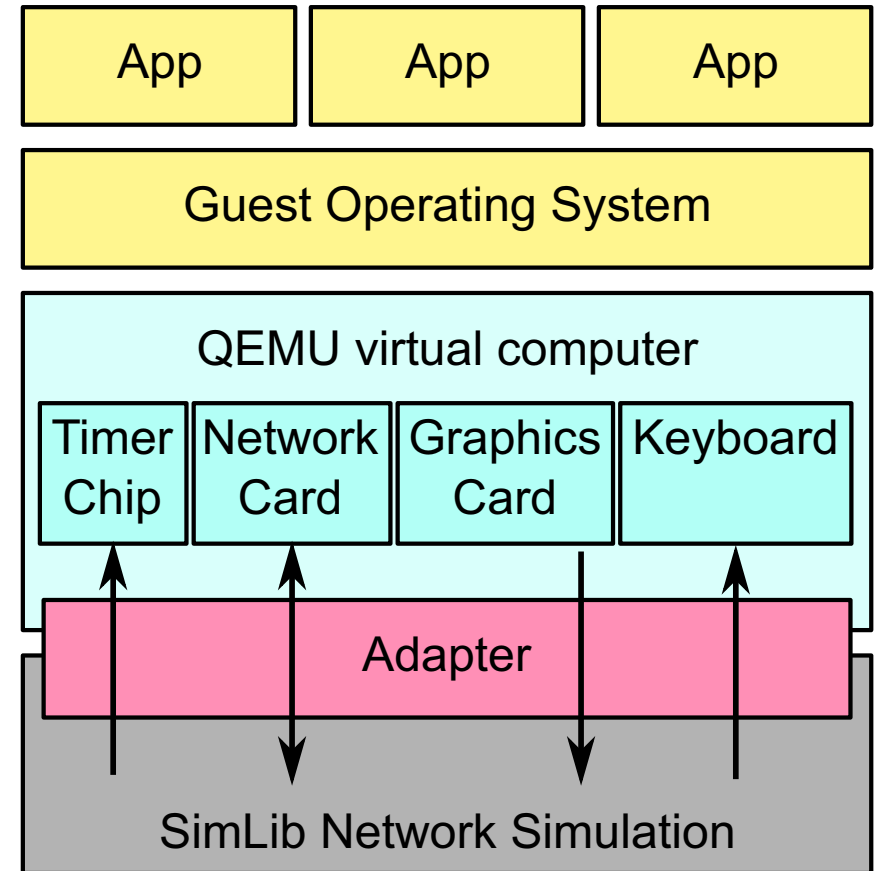 App App App
Guest Operating System
QEMU virtual computer
Timer Network Graphics Keyboard
Chip Card Card
Adapter
SimLib Network Simulation